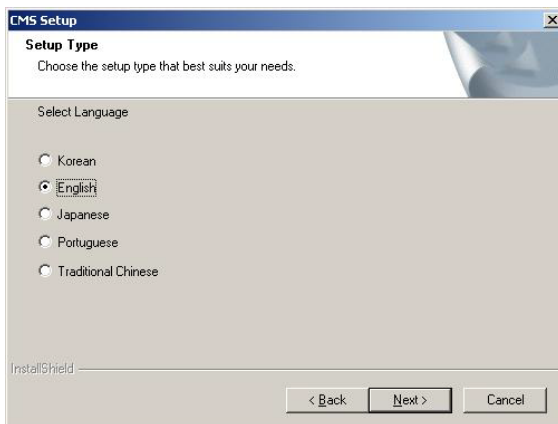 CMS Setup
Setup Type
Choose the setup type that best suits your needs.
Select Language
Korean
English
Japanese
Portuguese
Traditional Chinese
InstallShield
< Back
Next >
Cancel